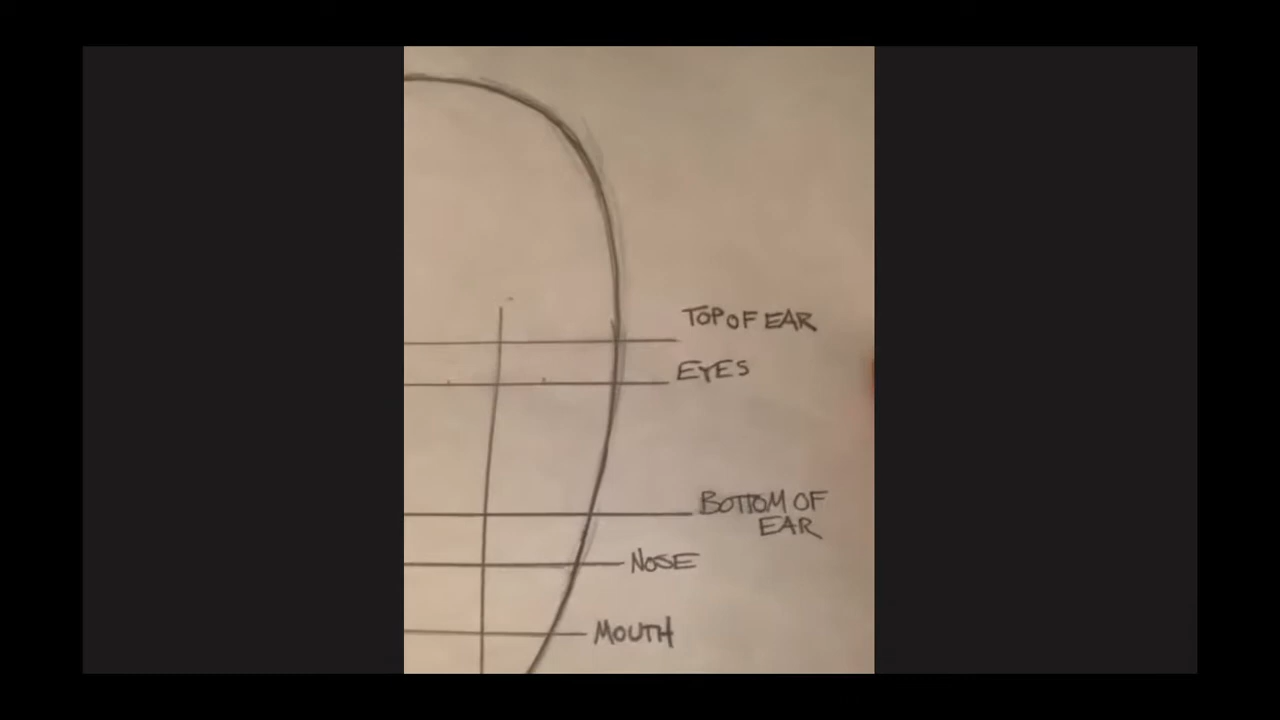 TOP OF EAR
EYES
BOTTOM OF
EAR
NOSE
MOUTH